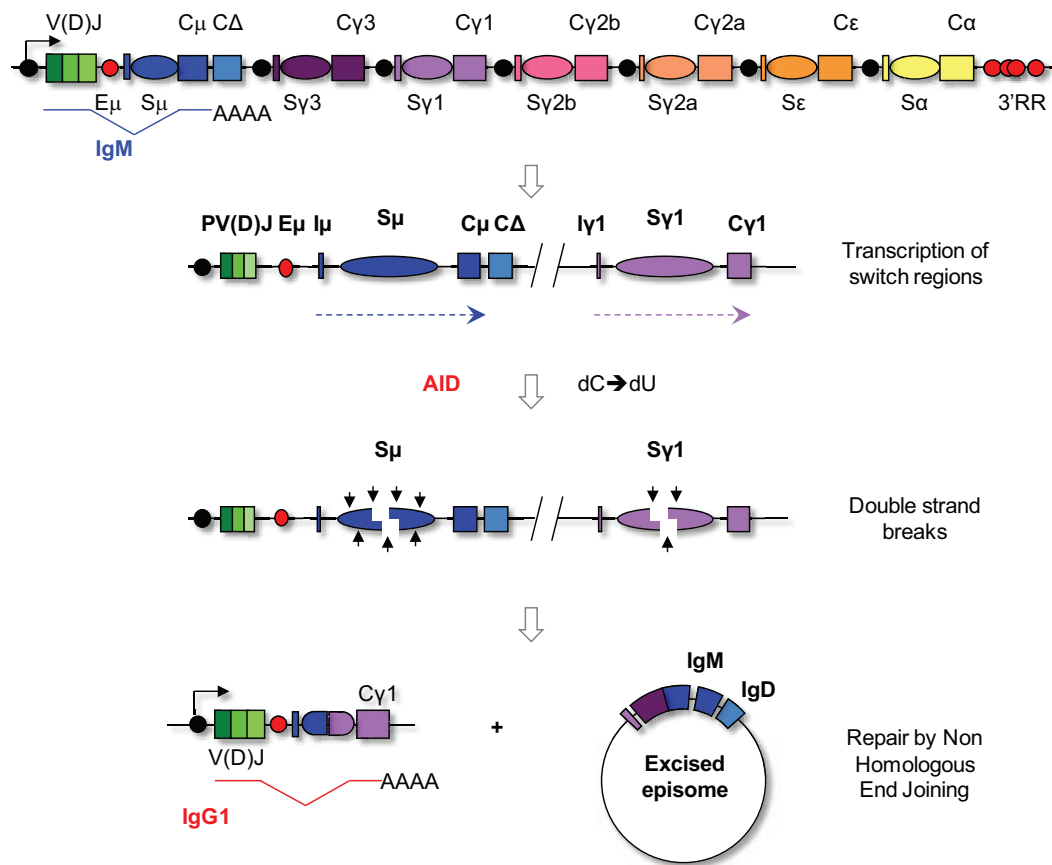 V(D)J Cµ CΔ Cγ3 Cγ1 Cγ2b Cγ2a Cε Cα
Eµ Sµ AAAA Sγ3 Sγ1 Sγ2b Sγ2a Sε Sα 3'RR
IgM
PV(D)J Eµ Iµ Sµ Cµ CΔ Iγ1 Sγ1 Cγ1
Transcription of
switch regions
AID dC➔dU
Sµ Sγ1
Double strand
breaks
IgM
IgD
Cγ1
V(D)J
+
AAAA
IgG1
Excised
episome
Repair by Non
Homologous
End Joining